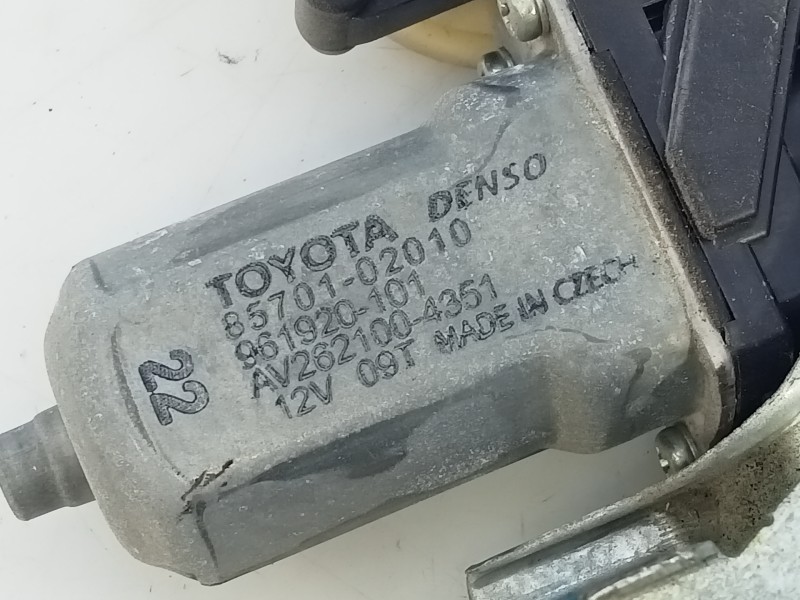 TOYOTA DENSO
85701-02010
961920-101
AV262100-4351
12V 09T MADE IN CZECH
22